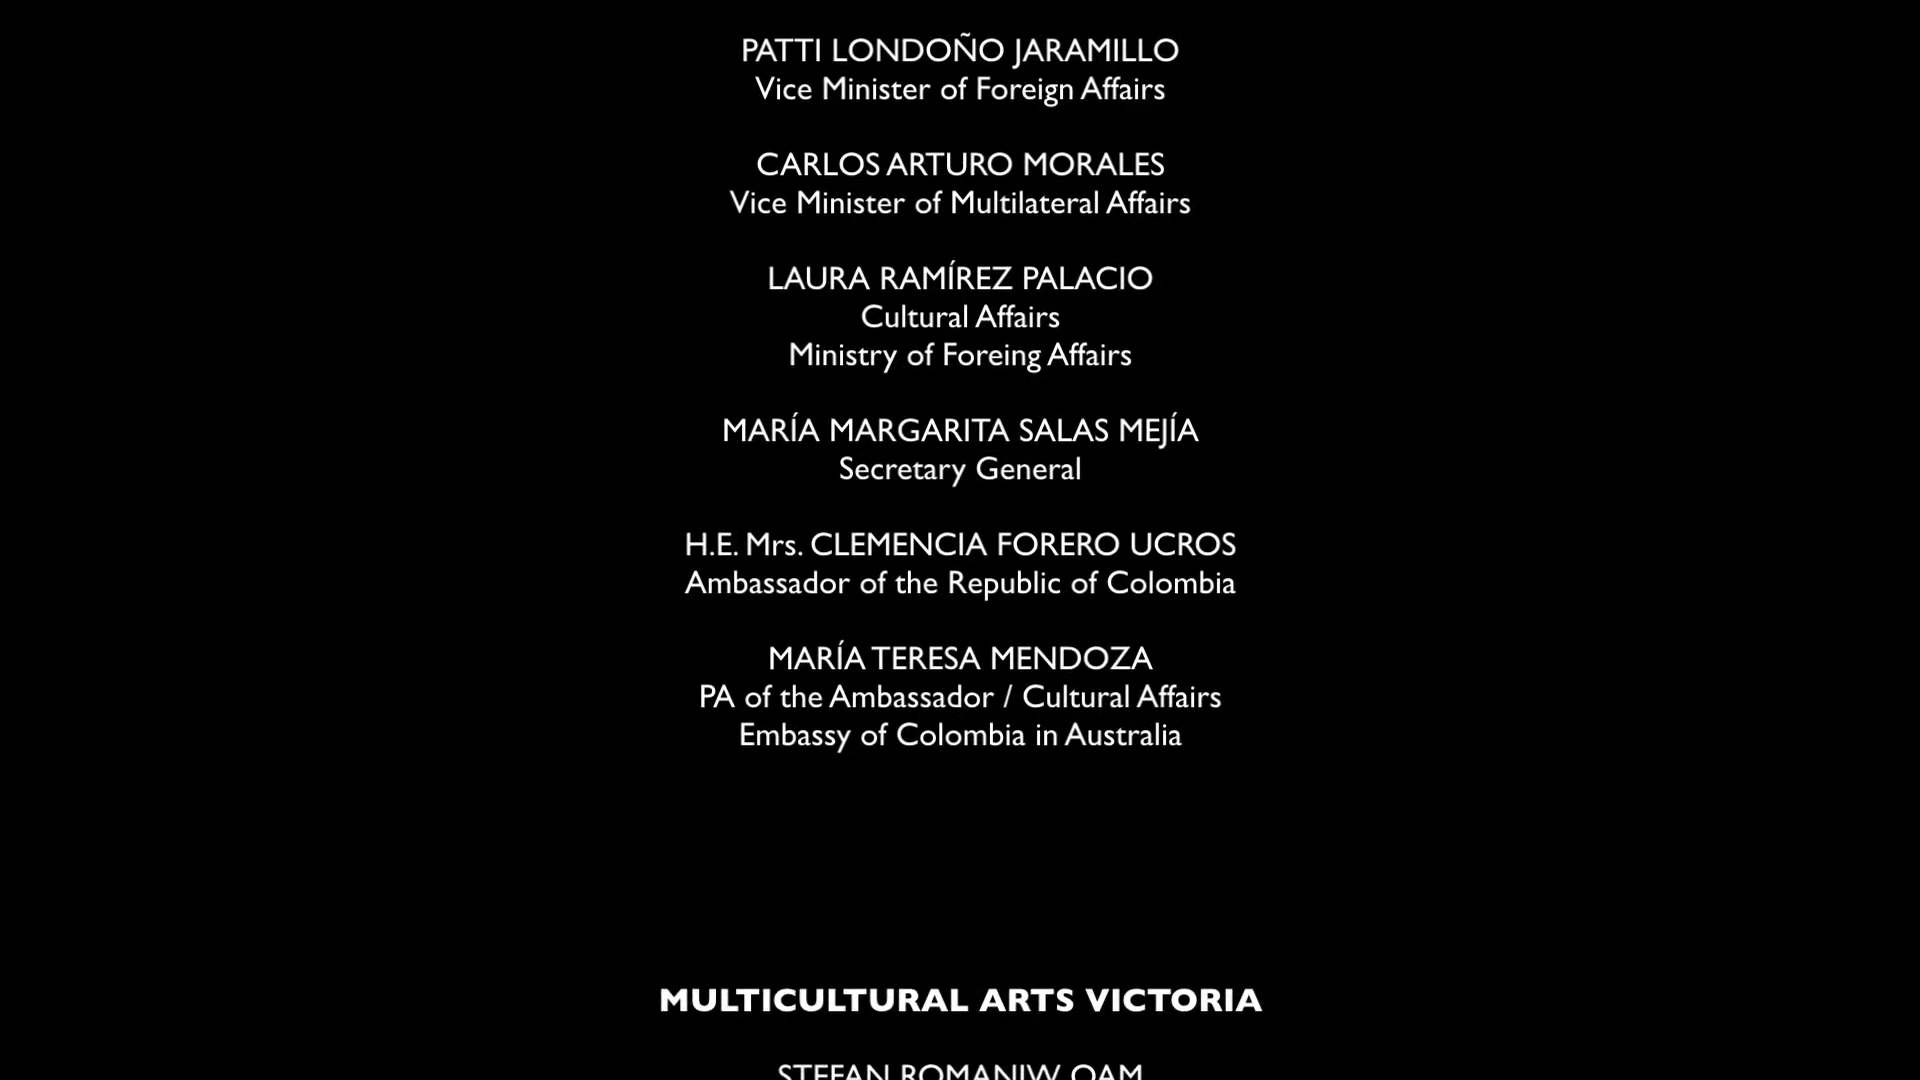 PATTI LONDOÑO JARAMILLO
Vice Minister of Foreign Affairs
CARLOS ARTURO MORALES
Vice Minister of Multilateral Affairs
LAURA RAMÍREZ PALACIO
Cultural Affairs
Ministry of Foreing Affairs
MARÍA MARGARITA SALAS MEJÍA
Secretary General
H.E. Mrs. CLEMENCIA FORERO UCROS
Ambassador of the Republic of Colombia
MARÍA TERESA MENDOZA
PA of the Ambassador / Cultural Affairs
Embassy of Colombia in Australia
MULTICULTURAL ARTS VICTORIA
STEFAN ROMANIW OAM